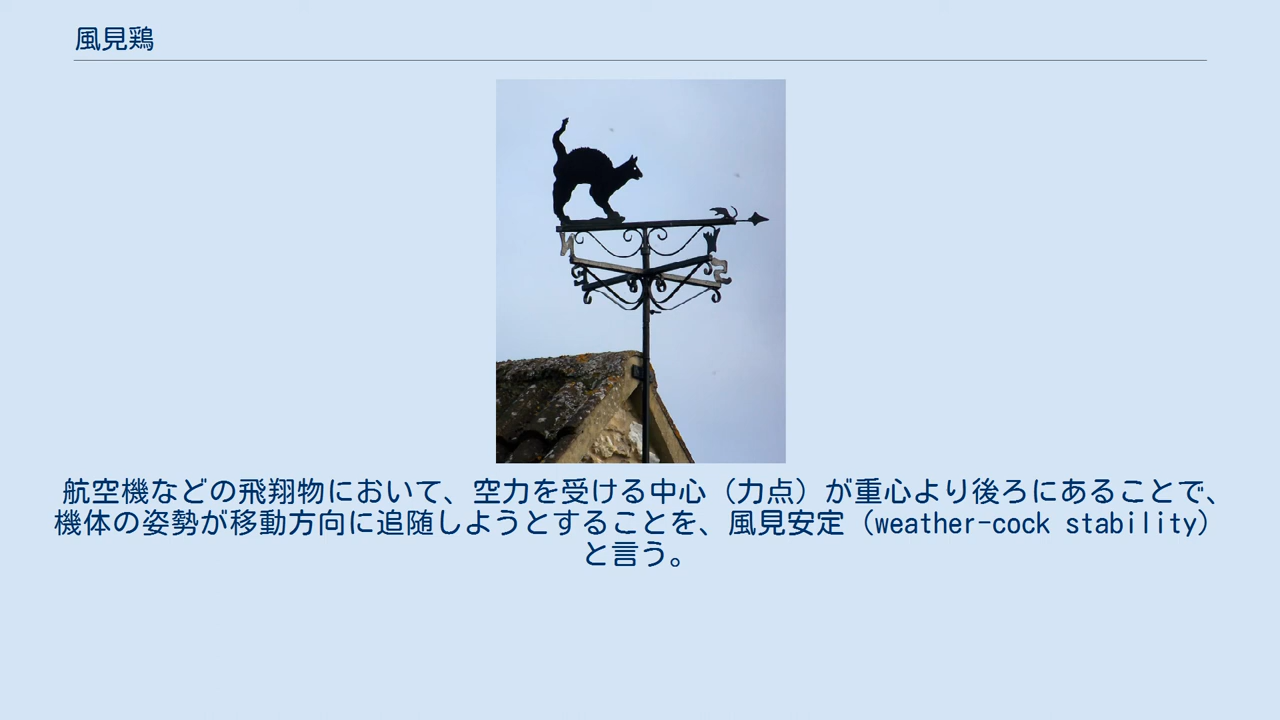 風見鶏
航空機などの飛翔物において、空力を受ける中心（力点）が重心より後ろにあることで、
機体の姿勢が移動方向に追随しようとすることを、風見安定（weather-cock stability）
と言う。